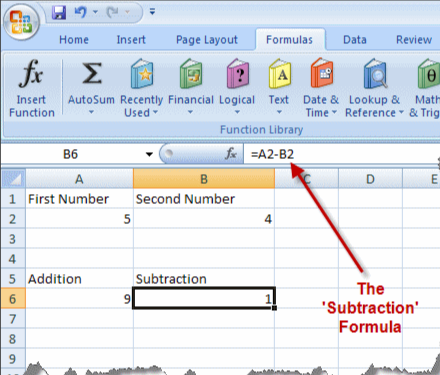 Home Insert Page Layout Formulas Data Review
Insert Function
AutoSum
Recently Used
Financial
Logical
Text
Date & Time
Lookup & Reference
Math & Trig
Function Library
B6 fx =A2-B2
A B C D E
1 First Number Second Number
2 5 4
3
4
5 Addition Subtraction
6 9 1
7
8
9
The
'Subtraction'
Formula